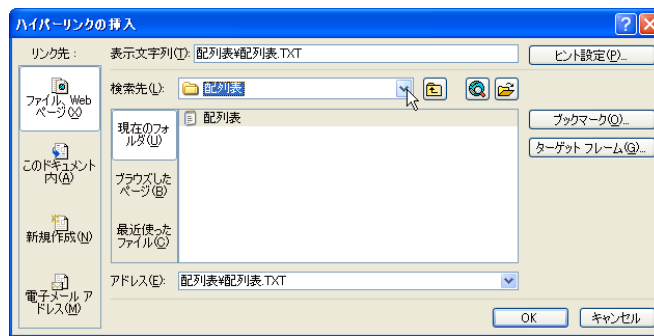 ハイパーリンクの挿入
リンク先：
表示文字列(T): 配列表¥配列表.TXT
ヒント設定(P)...
ファイル、Web
ページ(X)
検索先(L):
配列表
現在のフォ
ルダ(U)
配列表
ブックマーク(O)...
ターゲット フレーム(G)...
このドキュメント
内(A)
ブラウズした
ページ(B)
新規作成(N)
最近使った
ファイル(C)
電子メール ア
ドレス(M)
アドレス(E):
配列表¥配列表.TXT
OK
キャンセル